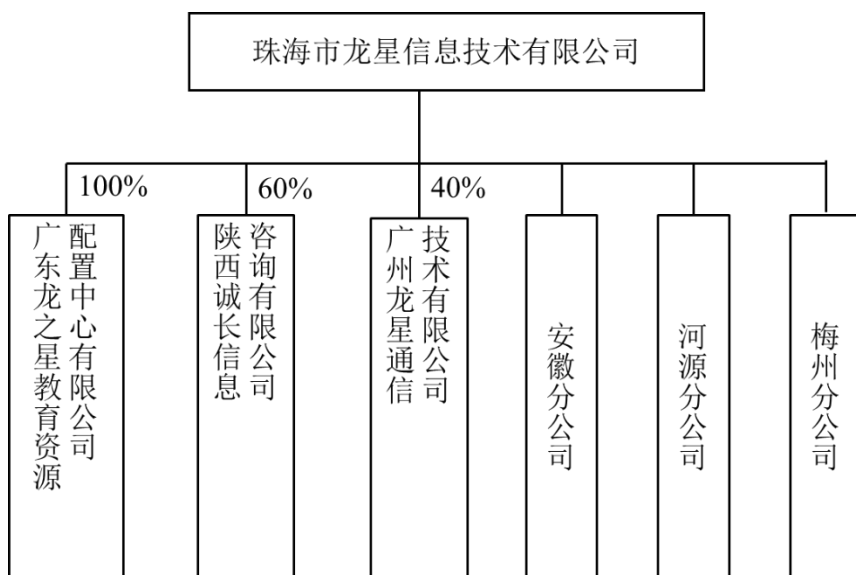 珠海市龙星信息技术有限公司
100%
60%
40%
广东龙之星教育资源
配置中心有限公司
陕西诚长信息
咨询有限公司
广州龙星通信
技术有限公司
安徽分公司
河源分公司
梅州分公司